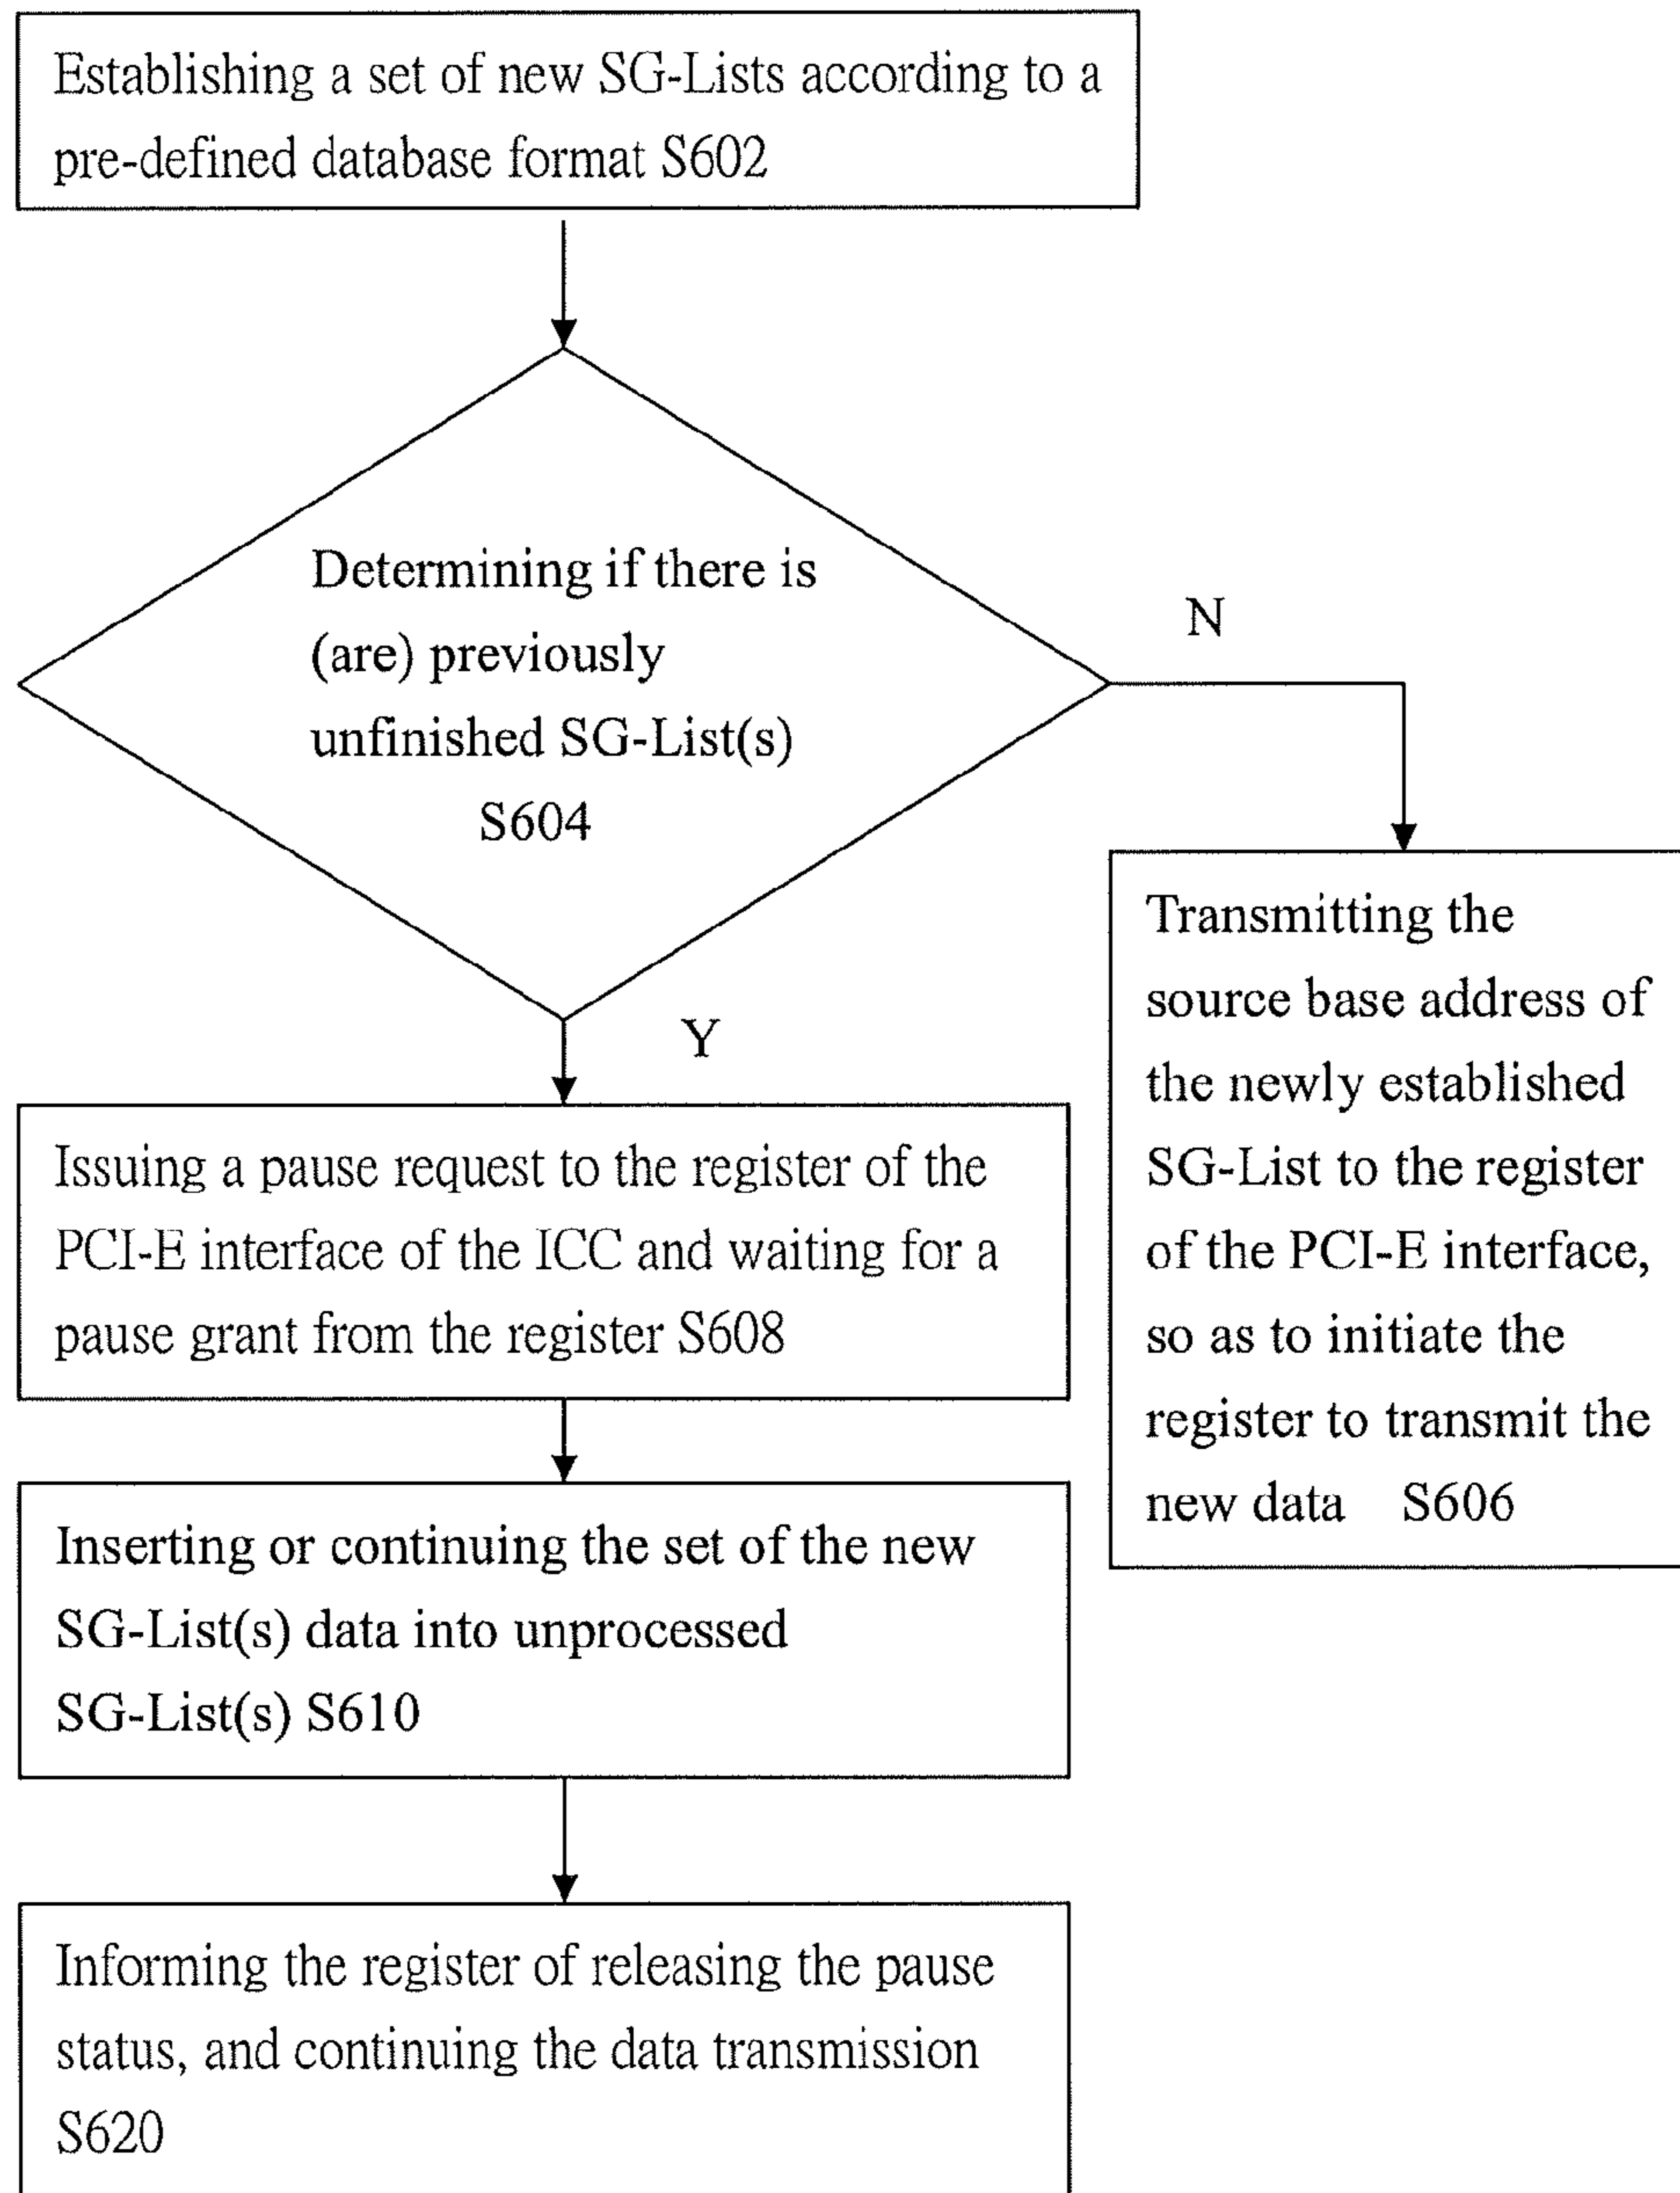 Establishing a set of new SG-Lists according to a
pre-defined database format S602
Determining if there is
(are) previously
unfinished SG-List(s)
S604
N
Y
Transmitting the
source base address of
the newly established
SG-List to the register
of the PCI-E interface,
so as to initiate the
register to transmit the
new data S606
Issuing a pause request to the register of the
PCI-E interface of the ICC and waiting for a
pause grant from the register S608
Inserting or continuing the set of the new
SG-List(s) data into unprocessed
SG-List(s) S610
Informing the register of releasing the pause
status, and continuing the data transmission
S620